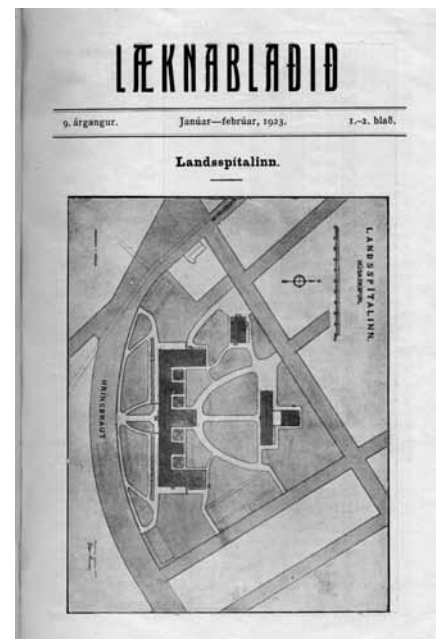 LÆKNABLAÐIÐ
9. árgangur. Janúar—febrúar, 1923. 1.–2. blað.
Landsspítalinn.
LANDSSPÍTALINN.
HRINGBRAUT